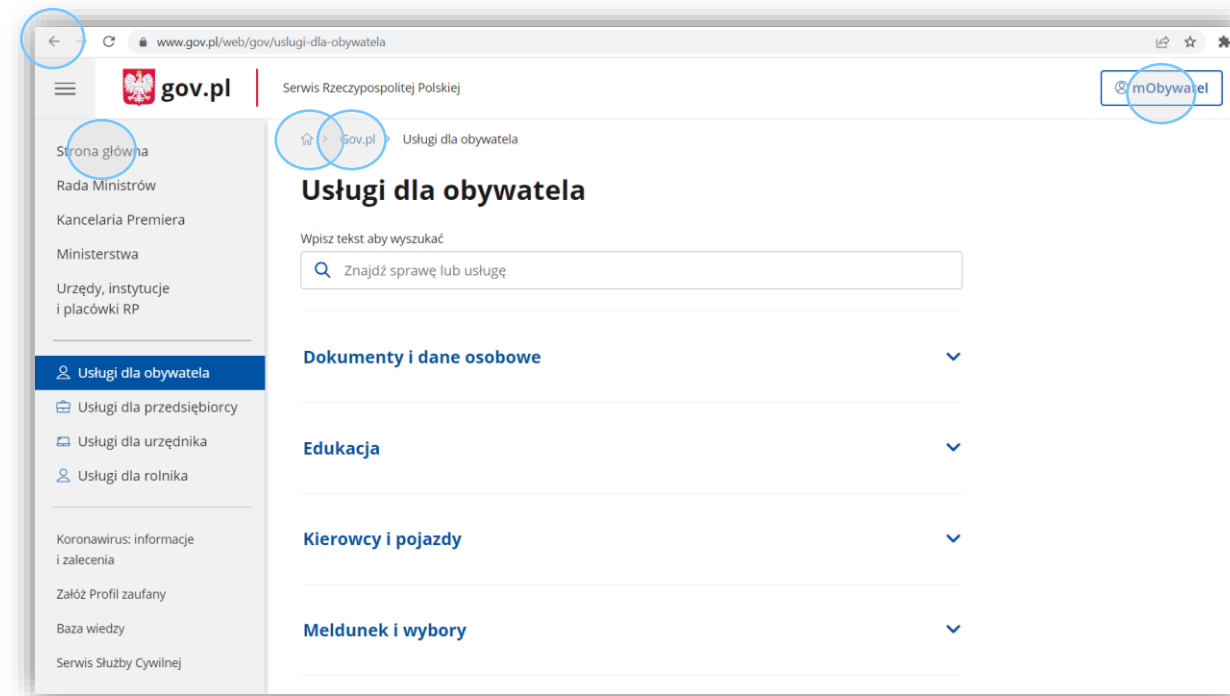 www.gov.pl/web/gov/uslugi-dla-obywatela
gov.pl
Serwis Rzeczypospolitej Polskiej
mObywatel
Strona główna
Rada Ministrów
Kancelaria Premiera
Ministerstwa
Urzędy, instytucje
i placówki RP
Usługi dla obywatela
Usługi dla przedsiębiorcy
Usługi dla urzędnika
Usługi dla rolnika
Koronawirus: informacje
i zalecenia
Załóż Profil zaufany
Baza wiedzy
Serwis Służby Cywilnej
Gov.pl > Usługi dla obywatela
Usługi dla obywatela
Wpisz tekst aby wyszukać
Znajdź sprawę lub usługę
Dokumenty i dane osobowe
Edukacja
Kierowcy i pojazdy
Meldunek i wybory